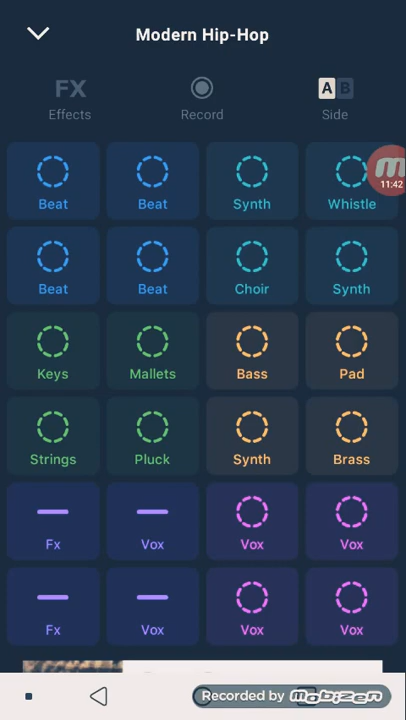 Modern Hip-Hop
FX
A B
Effects
Record
Side
11:42
Beat
Beat
Synth
Whistle
Beat
Beat
Choir
Synth
Keys
Mallets
Bass
Pad
Strings
Pluck
Synth
Brass
Fx
Vox
Vox
Vox
Fx
Vox
Vox
Vox
Recorded by mobizen